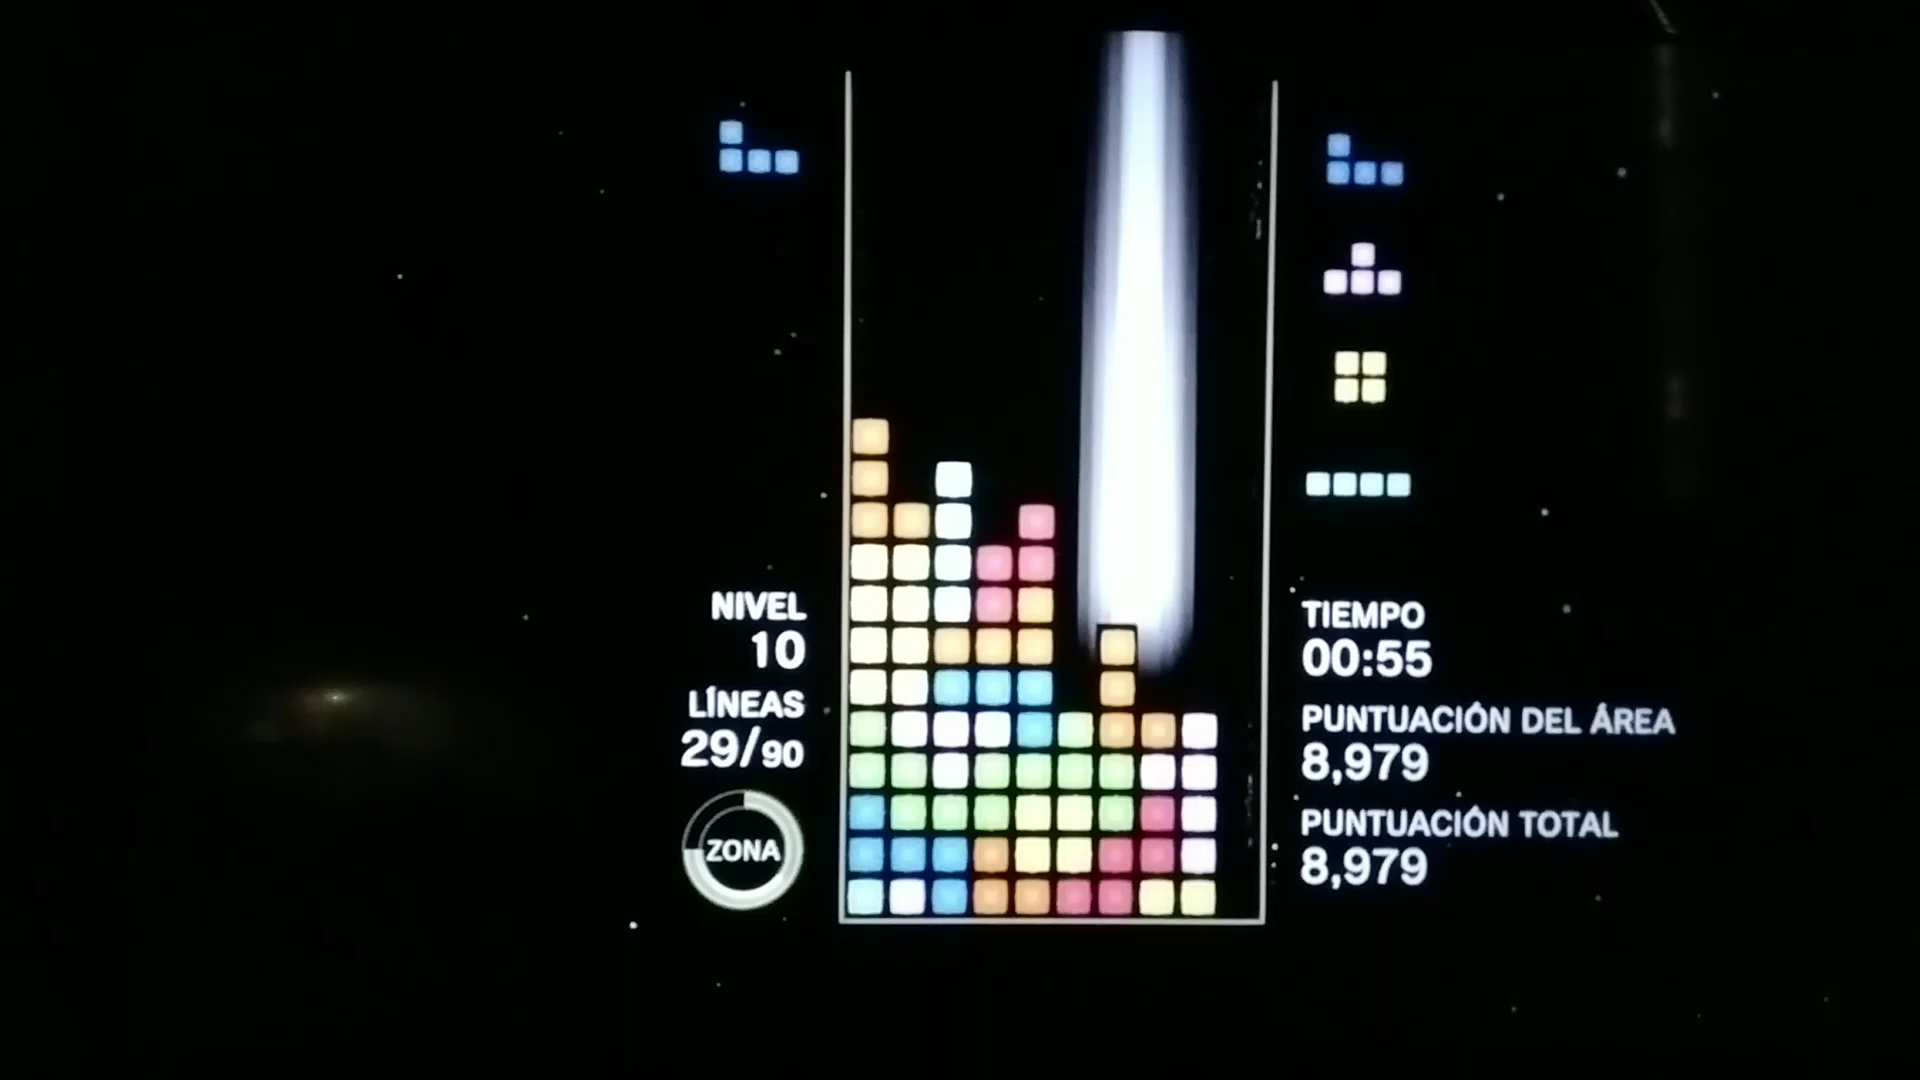 NIVEL
10
LÍNEAS
29/90
ZONA
TIEMPO
00:55
PUNTUACIÓN DEL ÁREA
8,979
PUNTUACIÓN TOTAL
8,979